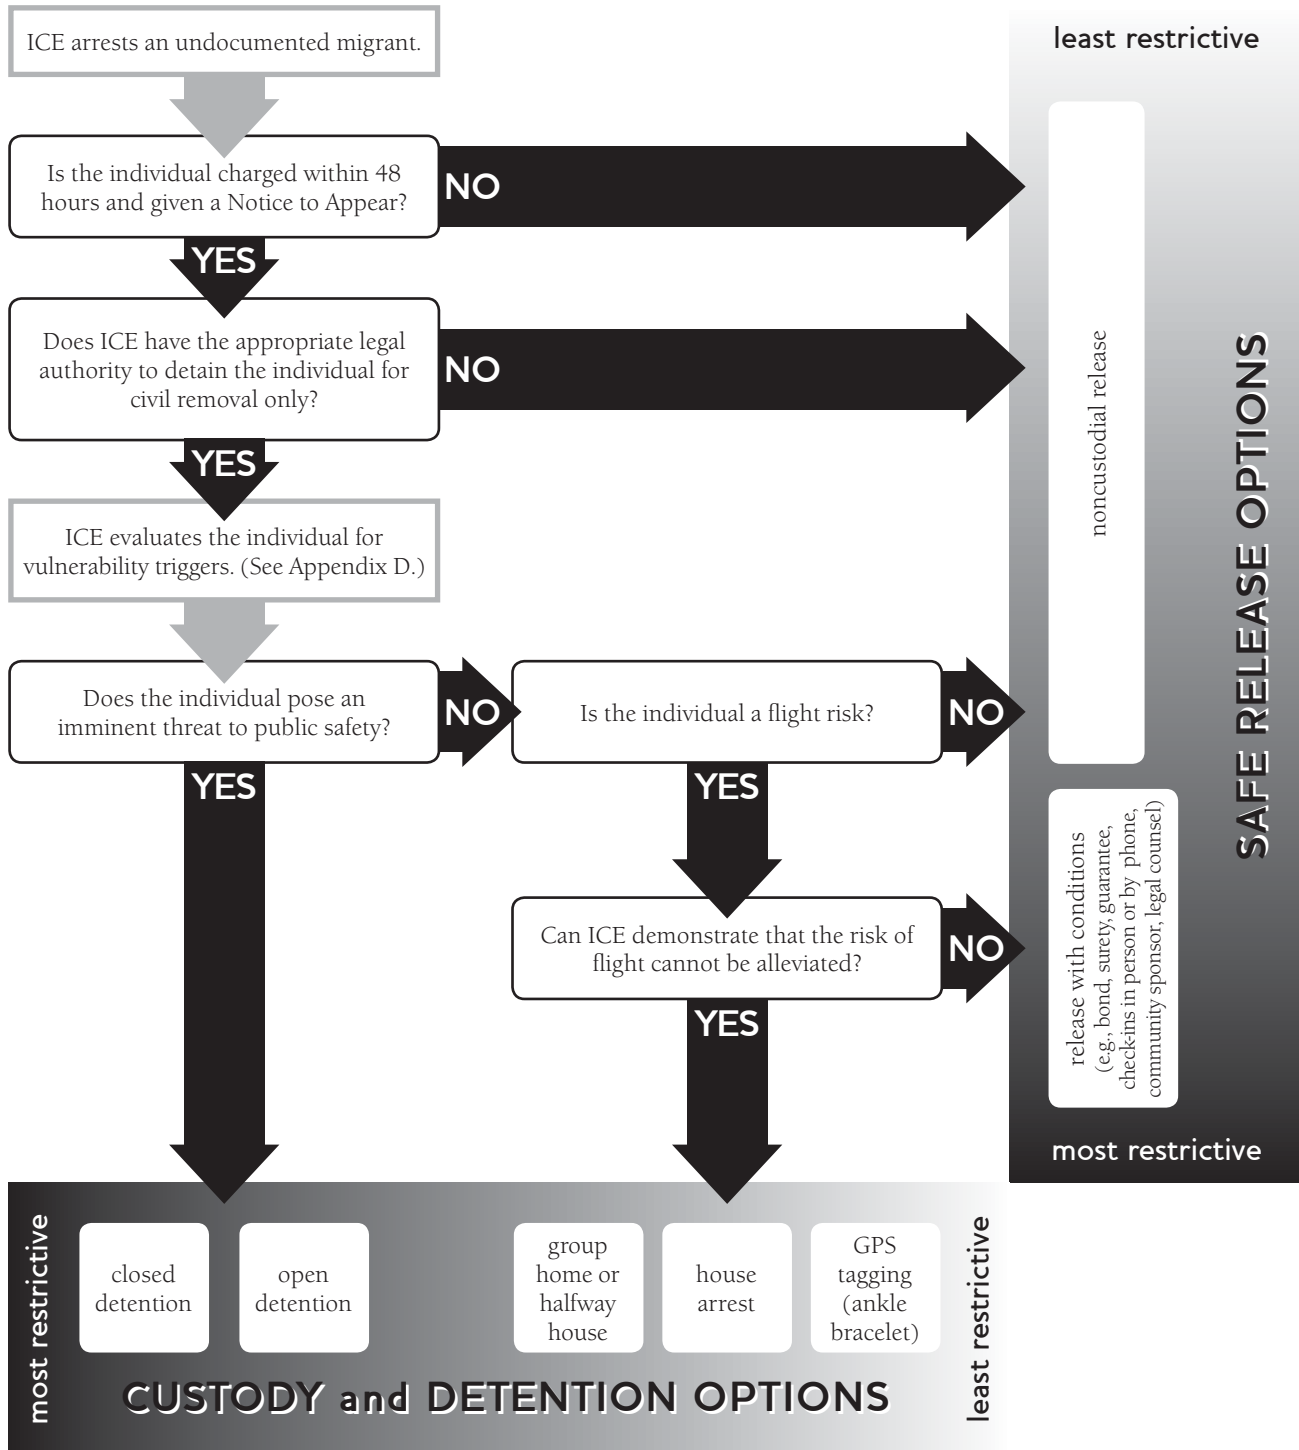 ICE arrests an undocumented migrant.
Is the individual charged within 48
hours and given a Notice to Appear?
NO
YES
Does ICE have the appropriate legal
authority to detain the individual for
civil removal only?
NO
YES
ICE evaluates the individual for
vulnerability triggers. (See Appendix D.)
Does the individual pose an
imminent threat to public safety?
NO
YES
Is the individual a flight risk?
NO
YES
Can ICE demonstrate that the risk of
flight cannot be alleviated?
NO
YES
least restrictive
noncustodial release
release with conditions
(e.g., bond, surety, guarantee,
check-ins in person or by phone,
community sponsor, legal counsel)
SAFE RELEASE OPTIONS
most restrictive
most restrictive
closed
detention
open
detention
group
home or
halfway
house
house
arrest
GPS
tagging
(ankle
bracelet)
least restrictive
CUSTODY and DETENTION OPTIONS